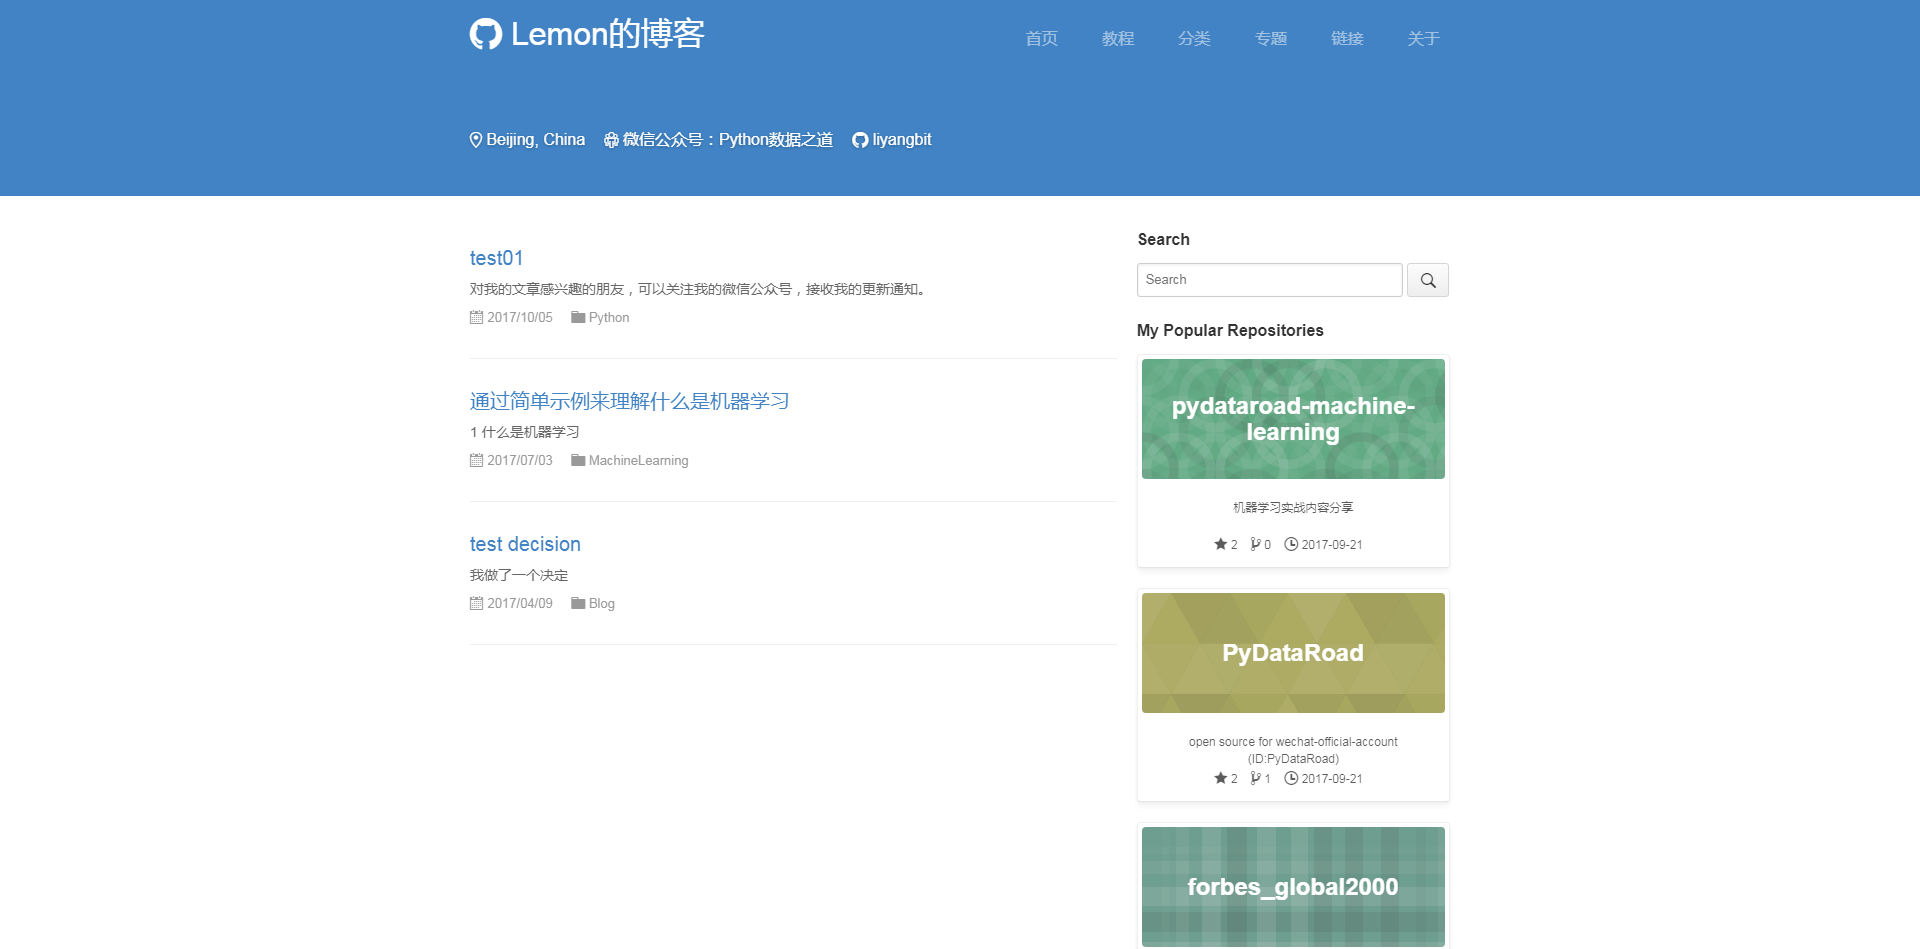 Lemon的博客
首页 教程 分类 专题 链接 关于
Beijing, China 微信公众号：Python数据之道 liyangbit
test01
对我的文章感兴趣的朋友，可以关注我的微信公众号，接收我的更新通知。
2017/10/05 Python
通过简单示例来理解什么是机器学习
1 什么是机器学习
2017/07/03 MachineLearning
test decision
我做了一个决定
2017/04/09 Blog
Search
Search
My Popular Repositories
pydataroad-machine-
learning
机器学习实战内容分享
2 0 2017-09-21
PyDataRoad
open source for wechat-official-account
(ID:PyDataRoad)
2 1 2017-09-21
forbes_global2000